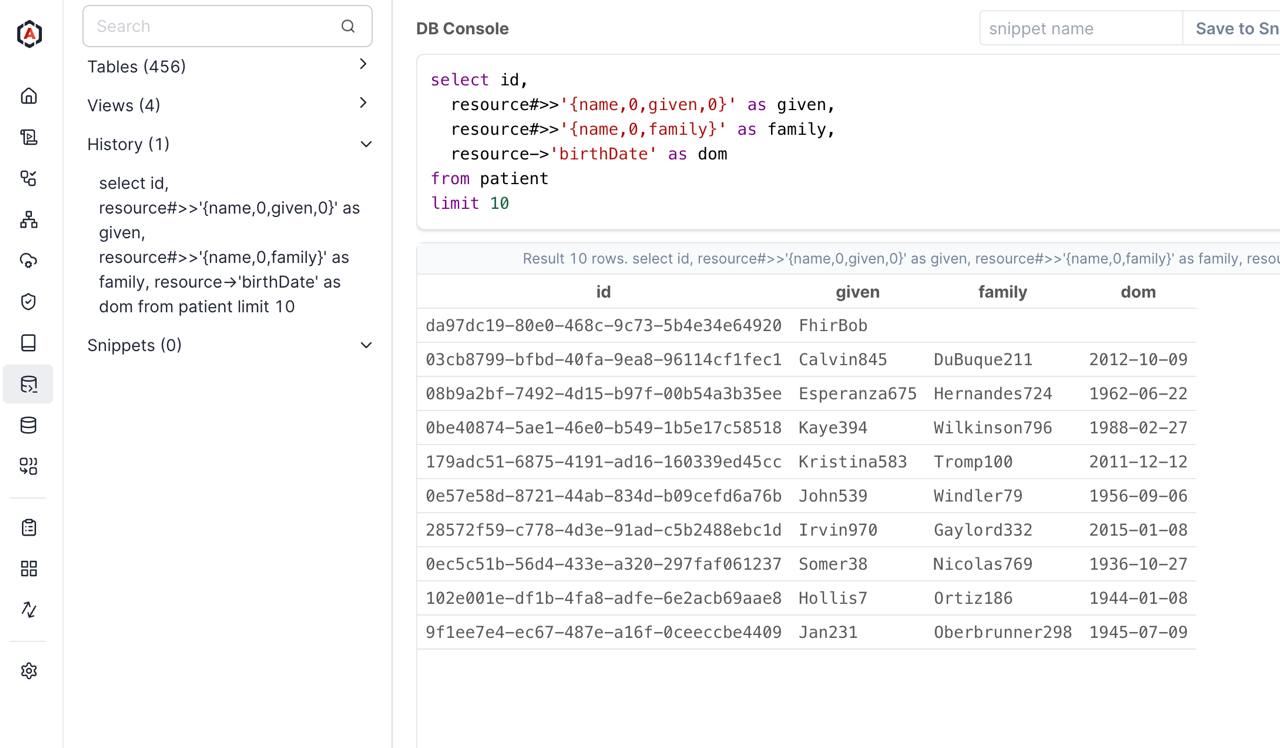 Search
Tables (456)
Views (4)
History (1)
select id,
resource#>>'{name,0,given,0}' as
given,
resource#>>'{name,0,family}' as
family, resource->'birthDate' as
dom from patient limit 10
Snippets (0)
DB Console
snippet name
Save to Sn
select id,
resource#>>'{name,0,given,0}' as given,
resource#>>'{name,0,family}' as family,
resource->'birthDate' as dom
from patient
limit 10
Result 10 rows. select id, resource#>>'{name,0,given,0}' as given, resource#>>'{name,0,family}' as family, resou
id given family dom
da97dc19-80e0-468c-9c73-5b4e34e64920 FhirBob
03cb8799-bfbd-40fa-9ea8-96114cf1fec1 Calvin845 DuBuque211 2012-10-09
08b9a2bf-7492-4d15-b97f-00b54a3b35ee Esperanza675 Hernandes724 1962-06-22
0be40874-5ae1-46e0-b549-1b5e17c58518 Kaye394 Wilkinson796 1988-02-27
179adc51-6875-4191-ad16-160339ed45cc Kristina583 Tromp100 2011-12-12
0e57e58d-8721-44ab-834d-b09cefd6a76b John539 Windler79 1956-09-06
28572f59-c778-4d3e-91ad-c5b2488ebc1d Irvin970 Gaylord332 2015-01-08
0ec5c51b-56d4-433e-a320-297faf061237 Somer38 Nicolas769 1936-10-27
102e001e-df1b-4fa8-adfe-6e2acb69aae8 Hollis7 Ortiz186 1944-01-08
9f1ee7e4-ec67-487e-a16f-0ceeccbe4409 Jan231 Oberbrunner298 1945-07-09